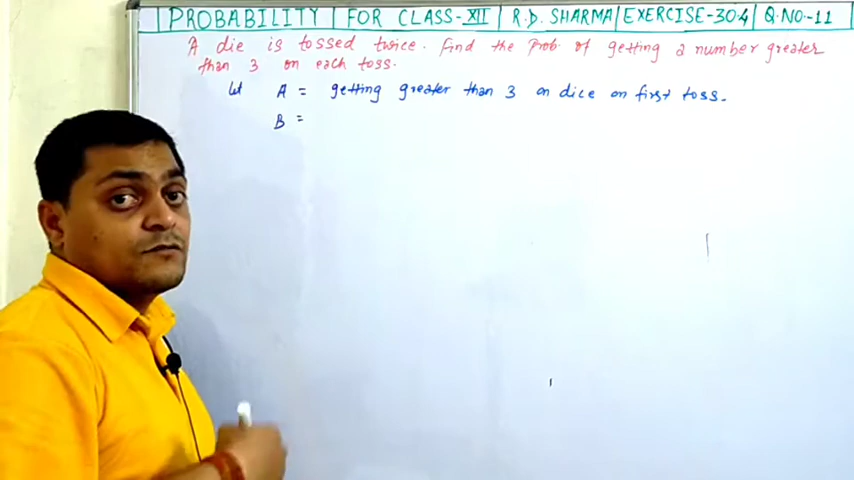 PROBABILITY | FOR CLASS-XII | R.D. SHARMA | EXERCISE-30.4 | Q.NO-11
A die is tossed twice. Find the Prob. of getting a number greater
than 3 on each toss.
let A = getting greater than 3 on dice on first toss.
B =